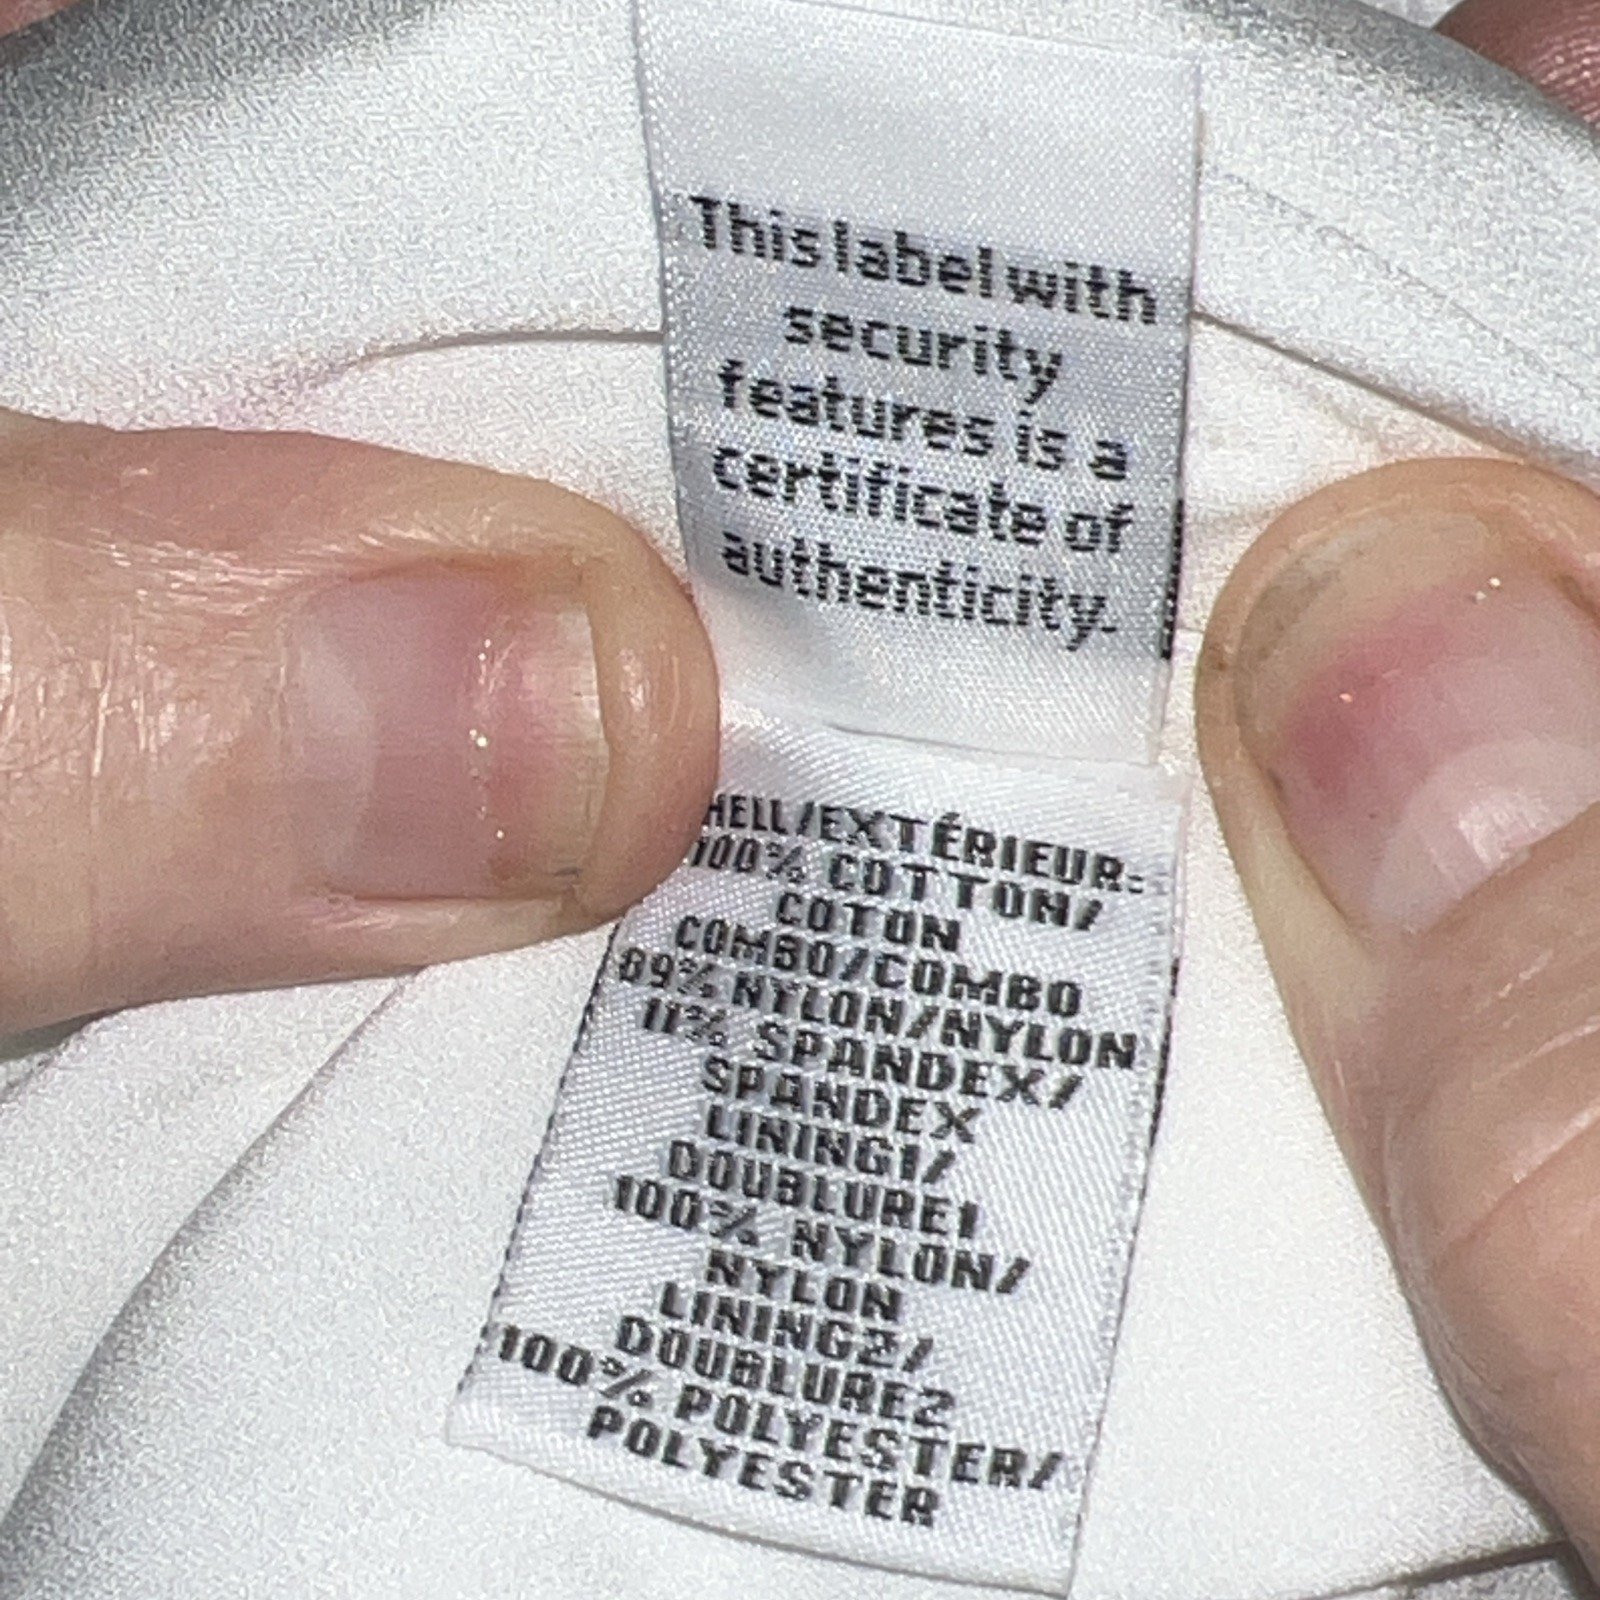 This label with
security
features is a
certificate of
authenticity.
HELL/EXTÉRIEUR:
100% COTTON/
COTON
COMBO/COMBO
89% NYLON/NYLON
11% SPANDEX/
SPANDEX
LINING1/
DOUBLURE1
100% NYLON/
NYLON
LINING2/
DOUBLURE2
100% POLYESTER/
POLYESTER